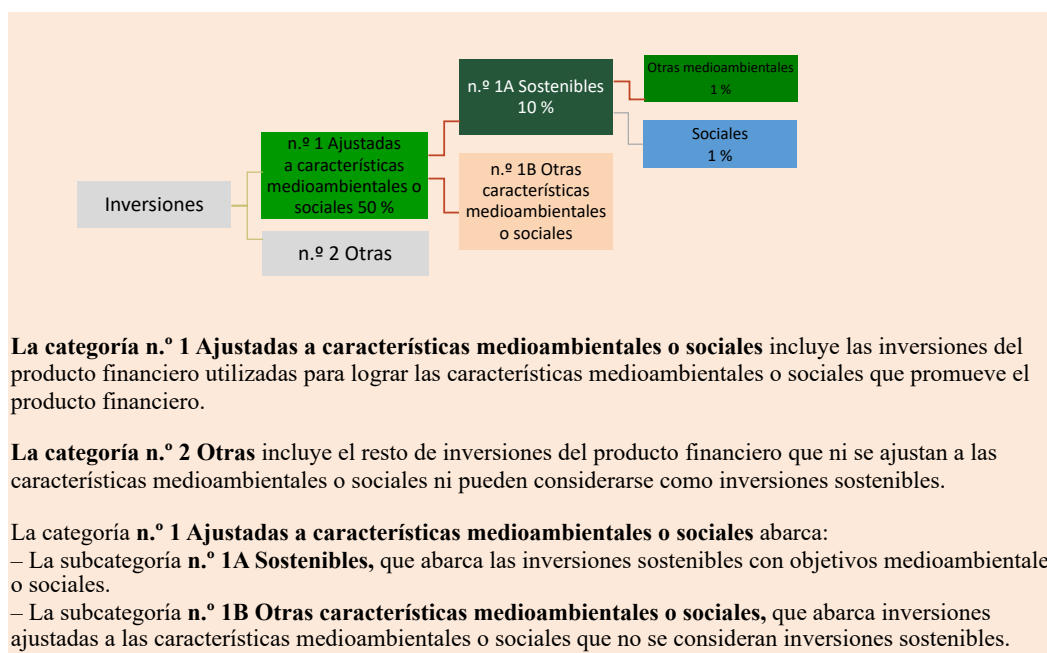 Otras medioambientales
1 %
n.º 1A Sostenibles
10 %
Sociales
1 %
n.º 1 Ajustadas
a características
medioambientales o
sociales 50 %
n.º 1B Otras
características
medioambientales
o sociales
Inversiones
n.º 2 Otras
La categoría n.º 1 Ajustadas a características medioambientales o sociales incluye las inversiones del
producto financiero utilizadas para lograr las características medioambientales o sociales que promueve el
producto financiero.
La categoría n.º 2 Otras incluye el resto de inversiones del producto financiero que ni se ajustan a las
características medioambientales o sociales ni pueden considerarse como inversiones sostenibles.
La categoría n.º 1 Ajustadas a características medioambientales o sociales abarca:
– La subcategoría n.º 1A Sostenibles, que abarca las inversiones sostenibles con objetivos medioambientale
o sociales.
– La subcategoría n.º 1B Otras características medioambientales o sociales, que abarca inversiones
ajustadas a las características medioambientales o sociales que no se consideran inversiones sostenibles.